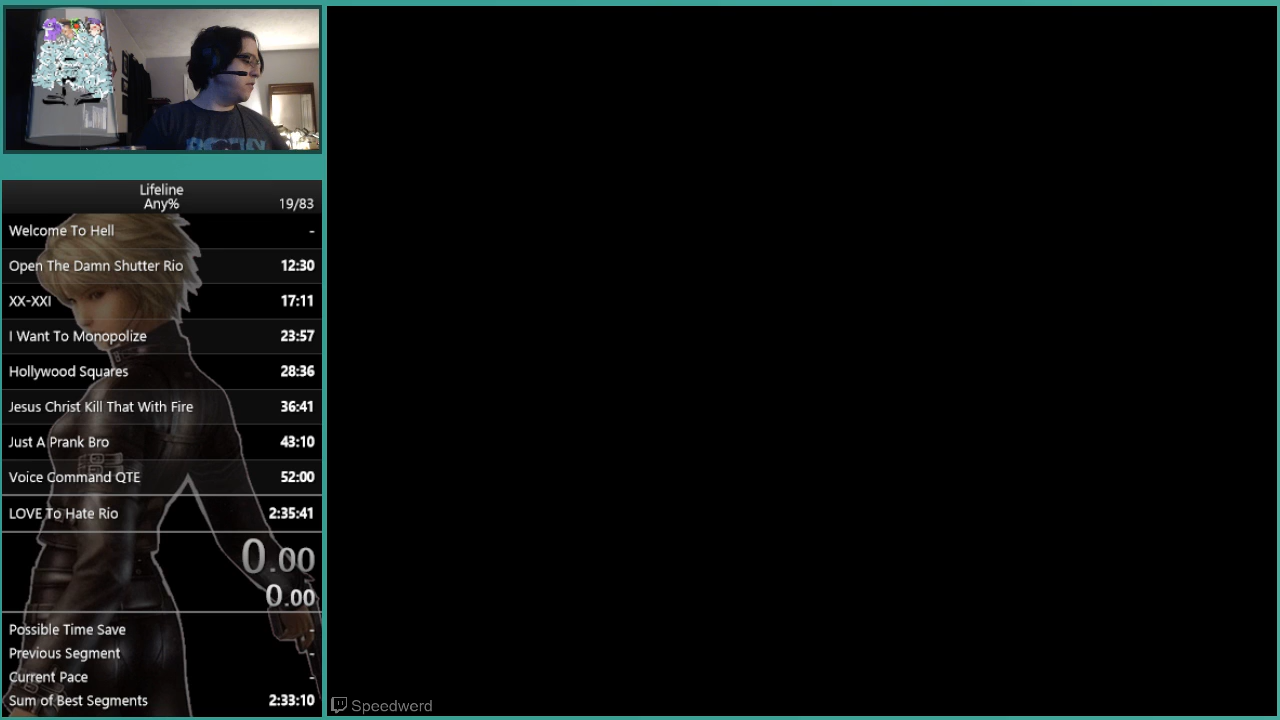 Lifeline
Any%
19/83
Welcome To Hell -
Open The Damn Shutter Rio 12:30
XX-XXI 17:11
I Want To Monopolize 23:57
Hollywood Squares 28:36
Jesus Christ Kill That With Fire 36:41
Just A Prank Bro 43:10
Voice Command QTE 52:00
LOVE To Hate Rio 2:35:41
0.00
0.00
Possible Time Save -
Previous Segment -
Current Pace -
Sum of Best Segments 2:33:10
Speedwerd